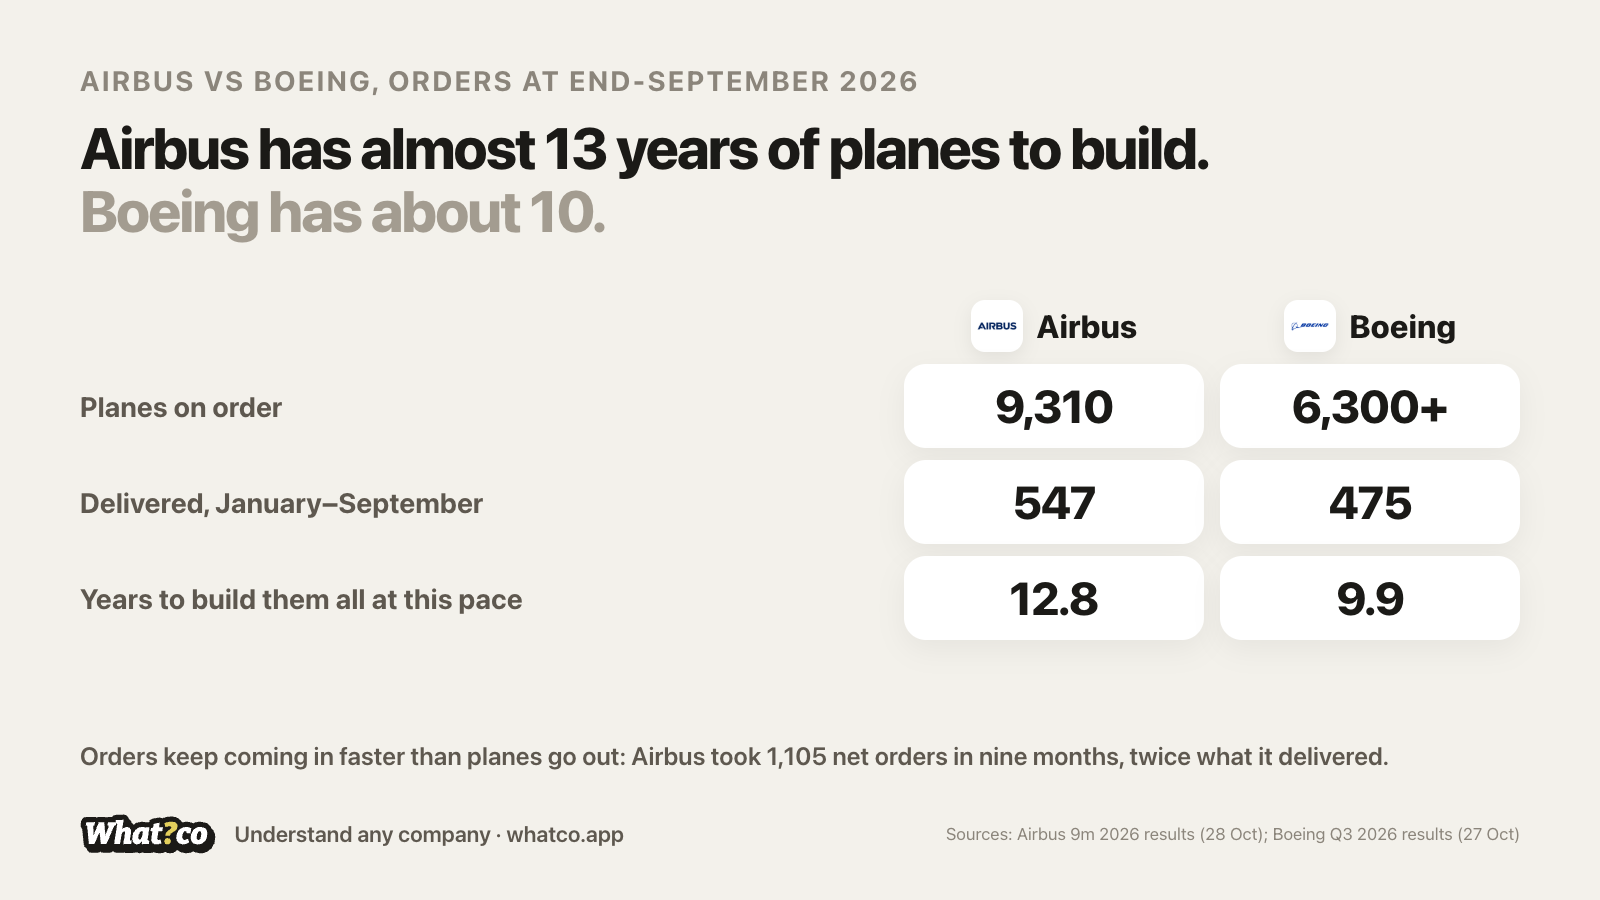 AIRBUS VS BOEING, ORDERS AT END-SEPTEMBER 2026
Airbus has almost 13 years of planes to build.
Boeing has about 10.
AIRBUS Airbus
BOEING Boeing
Planes on order 9,310 6,300+
Delivered, January–September 547 475
Years to build them all at this pace 12.8 9.9
Orders keep coming in faster than planes go out: Airbus took 1,105 net orders in nine months, twice what it delivered.
What?co Understand any company · whatco.app
Sources: Airbus 9m 2026 results (28 Oct); Boeing Q3 2026 results (27 Oct)